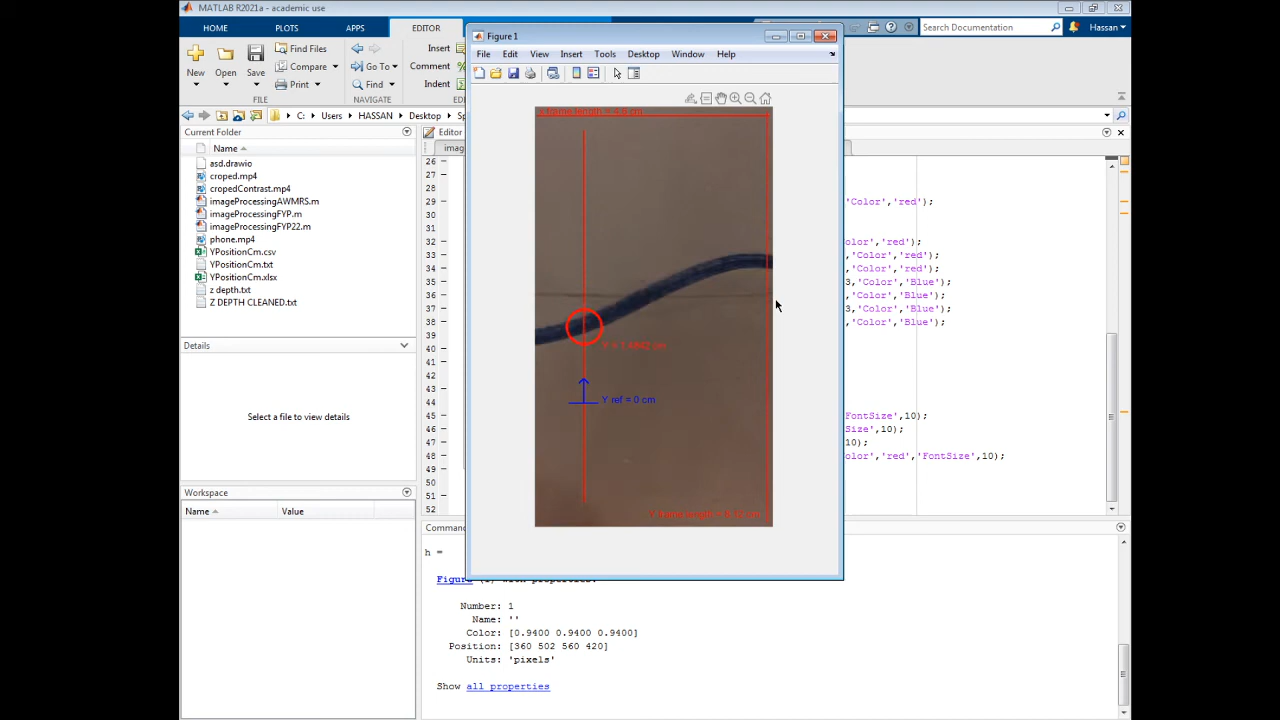 MATLAB R2021a - academic use
HOME PLOTS APPS EDITOR
Search Documentation
Hassan
New Open Save
Find Files
Compare
Print
FILE
Go To
Find
NAVIGATE
Insert
Comment
Indent
C: Users HASSAN Desktop
Current Folder
Name
asd.drawio
croped.mp4
cropedContrast.mp4
imageProcessingAWMRS.m
imageProcessingFYP.m
imageProcessingFYP22.m
phone.mp4
YPositionCm.csv
YPositionCm.txt
YPositionCm.xlsx
z depth.txt
Z DEPTH CLEANED.txt
Details
Select a file to view details
Workspace
Name Value
Editor
26
27
28
29
30
31
32
33
34
35
36
37
38
39
40
41
42
43
44
45
46
47
48
49
50
51
52
'Color','red');
olor','red');
,'Color','red');
,'Color','red');
3,'Color','Blue');
,'Color','Blue');
3,'Color','Blue');
,'Color','Blue');
FontSize',10);
Size',10);
10);
olor','red','FontSize',10);
Figure 1
File Edit View Insert Tools Desktop Window Help
Y ref = 0 cm
h =
Number: 1
Name: ''
Color: [0.9400 0.9400 0.9400]
Position: [360 502 560 420]
Units: 'pixels'
Show all properties